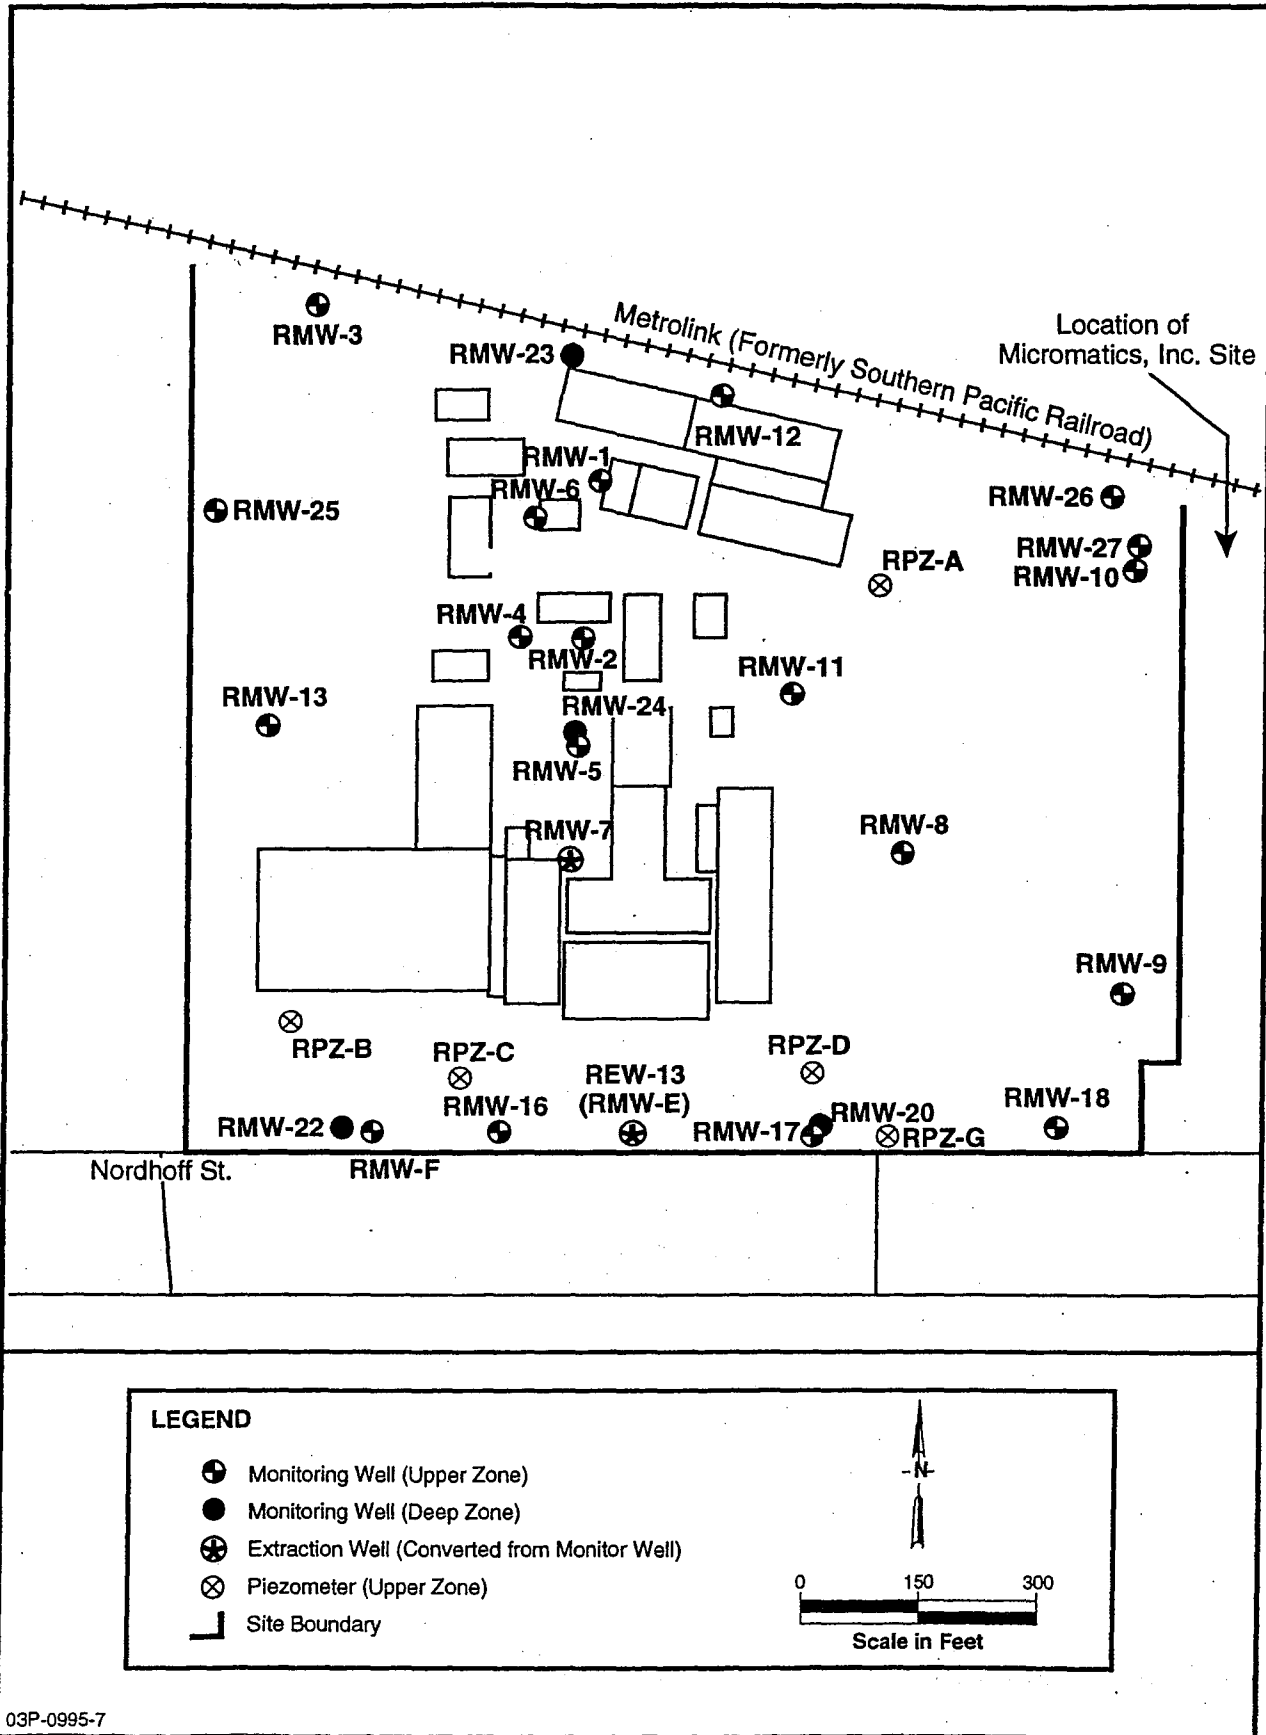 RMW-3
Metrolink (Formerly Southern Pacific Railroad)
Location of
Micromatics, Inc. Site
RMW-23
RMW-12
RMW-1
RMW-6
RMW-25
RMW-26
RMW-27
RMW-10
RPZ-A
RMW-4
RMW-2
RMW-11
RMW-13
RMW-24
RMW-5
RMW-7
RMW-8
RMW-9
RPZ-B
RPZ-C
RPZ-D
REW-13
(RMW-E)
RMW-16
RMW-22
RMW-17
RMW-20
RPZ-G
RMW-18
Nordhoff St.
RMW-F
LEGEND
Monitoring Well (Upper Zone)
Monitoring Well (Deep Zone)
Extraction Well (Converted from Monitor Well)
Piezometer (Upper Zone)
Site Boundary
-N-
0 150 300
Scale in Feet
03P-0995-7